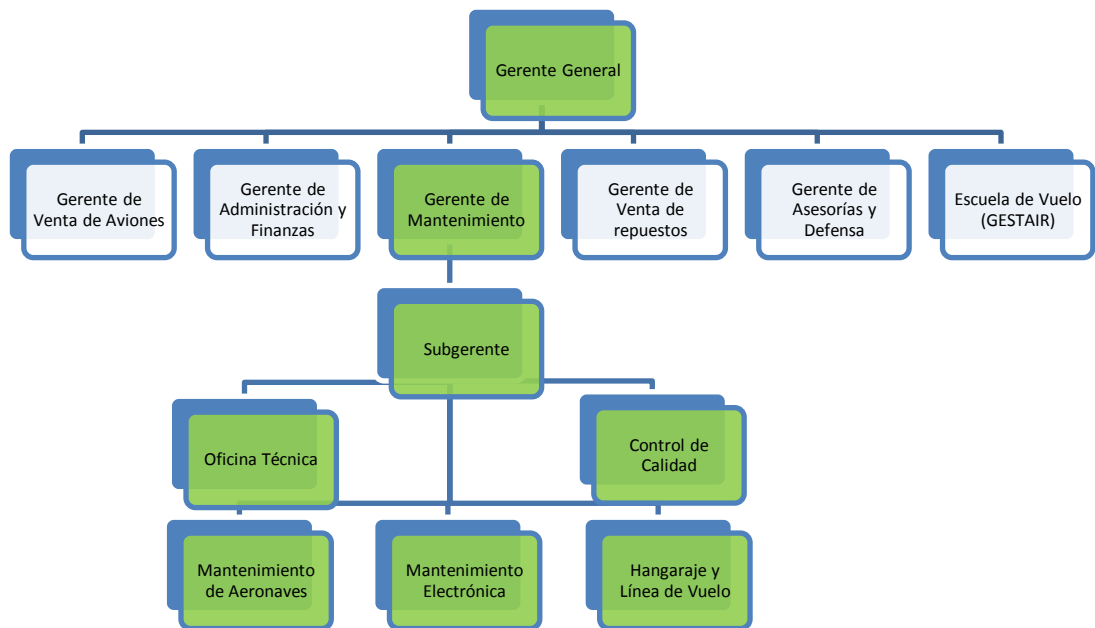 Gerente General
Gerente de
Venta de Aviones
Gerente de
Administración y
Finanzas
Gerente de
Mantenimiento
Gerente de
Venta de
repuestos
Gerente de
Asesorías y
Defensa
Escuela de Vuelo
(GESTAIR)
Subgerente
Oficina Técnica
Control de
Calidad
Mantenimiento
de Aeronaves
Mantenimiento
Electrónica
Hangaraje y
Línea de Vuelo